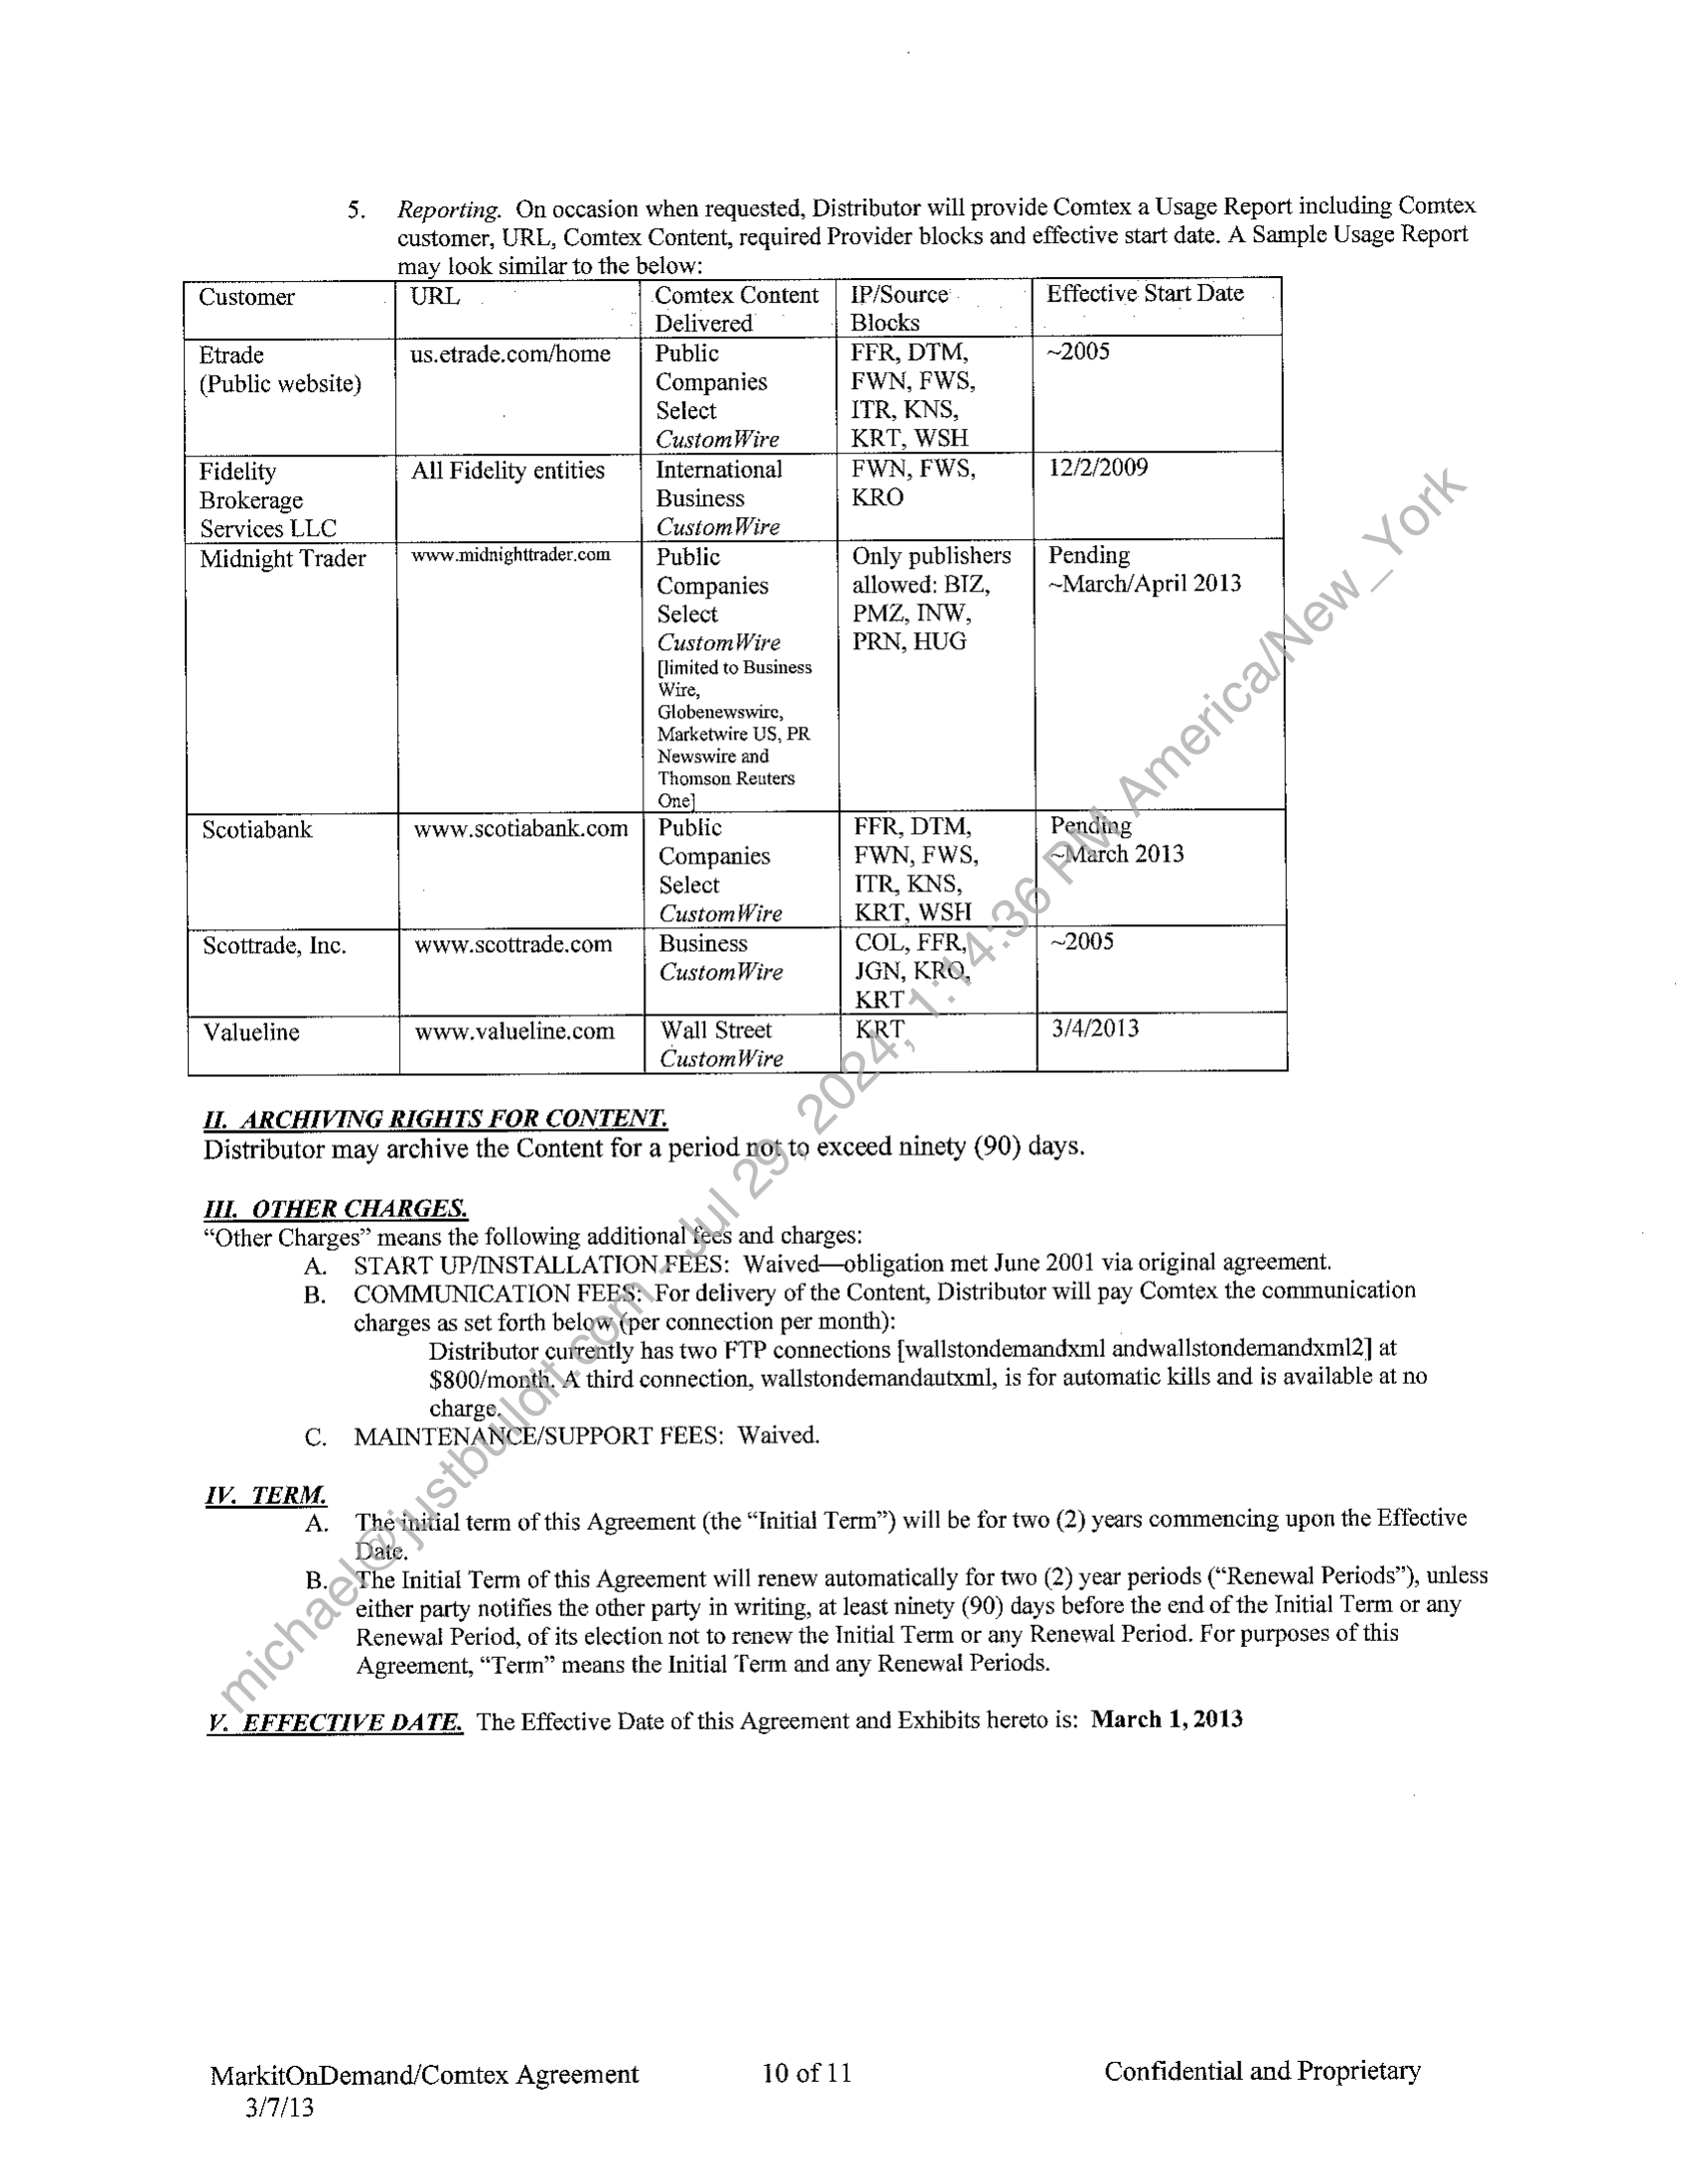 5. Reporting. On occasion when requested, Distributor will provide Comtex a Usage Report including Comtex
customer, URL, Comtex Content, required Provider blocks and effective start date. A Sample Usage Report
may look similar to the below:
Customer URL Comtex Content Delivered IP/Source Blocks Effective Start Date
Etrade (Public website) us.etrade.com/home Public Companies Select CustomWire FFR, DTM, FWN, FWS, ITR, KNS, KRT, WSH ~2005
Fidelity Brokerage Services LLC All Fidelity entities International Business CustomWire FWN, FWS, KRO 12/2/2009
Midnight Trader www.midnighttrader.com Public Companies Select CustomWire [limited to Business Wire, Globenewswire, Marketwire US, PR Newswire and Thomson Reuters One] Only publishers allowed: BIZ, PMZ, INW, PRN, HUG Pending ~March/April 2013
Scotiabank www.scotiabank.com Public Companies Select CustomWire FFR, DTM, FWN, FWS, ITR, KNS, KRT, WSH Pending ~March 2013
Scottrade, Inc. www.scottrade.com Business CustomWire COL, FFR, JGN, KRO, KRT ~2005
Valueline www.valueline.com Wall Street CustomWire KRT 3/4/2013
II. ARCHIVING RIGHTS FOR CONTENT.
Distributor may archive the Content for a period not to exceed ninety (90) days.
III. OTHER CHARGES.
“Other Charges” means the following additional fees and charges:
A. START UP/INSTALLATION FEES: Waived—obligation met June 2001 via original agreement.
B. COMMUNICATION FEES: For delivery of the Content, Distributor will pay Comtex the communication
charges as set forth below (per connection per month):
Distributor currently has two FTP connections [wallstondemandxml andwallstondemandxml2] at
$800/month. A third connection, wallstondemandautxml, is for automatic kills and is available at no
charge.
C. MAINTENANCE/SUPPORT FEES: Waived.
IV. TERM.
A. The initial term of this Agreement (the “Initial Term”) will be for two (2) years commencing upon the Effective
Date.
B. The Initial Term of this Agreement will renew automatically for two (2) year periods (“Renewal Periods”), unless
either party notifies the other party in writing, at least ninety (90) days before the end of the Initial Term or any
Renewal Period, of its election not to renew the Initial Term or any Renewal Period. For purposes of this
Agreement, “Term” means the Initial Term and any Renewal Periods.
V. EFFECTIVE DATE. The Effective Date of this Agreement and Exhibits hereto is: March 1, 2013
MarkitOnDemand/Comtex Agreement 10 of 11 Confidential and Proprietary
3/7/13
michael@justbuildit.com - Jul 29, 2024, 1:14:36 PM America/New_York